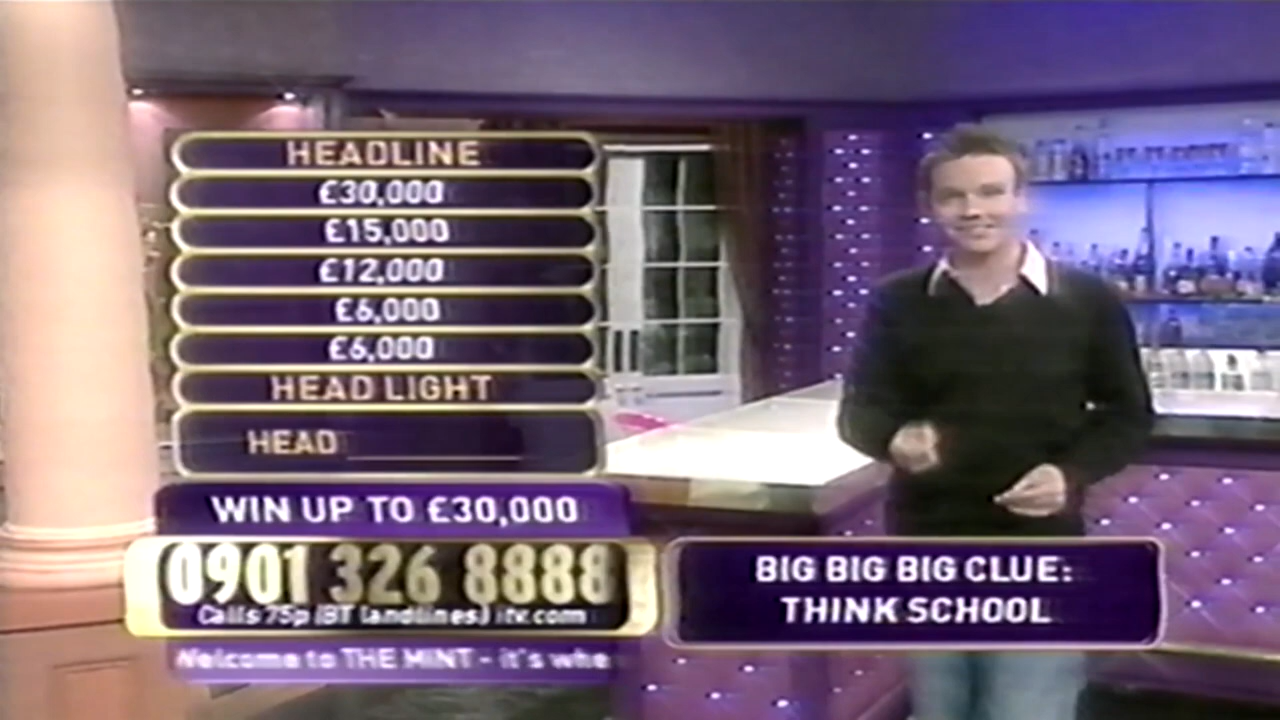 HEADLINE
£30,000
£15,000
£12,000
£6,000
£6,000
HEAD LIGHT
HEAD
WIN UP TO £30,000
0901 326 8888
Calls 75p (BT landlines) itv.com
Welcome to THE MINT - it's whe
BIG BIG BIG CLUE:
THINK SCHOOL